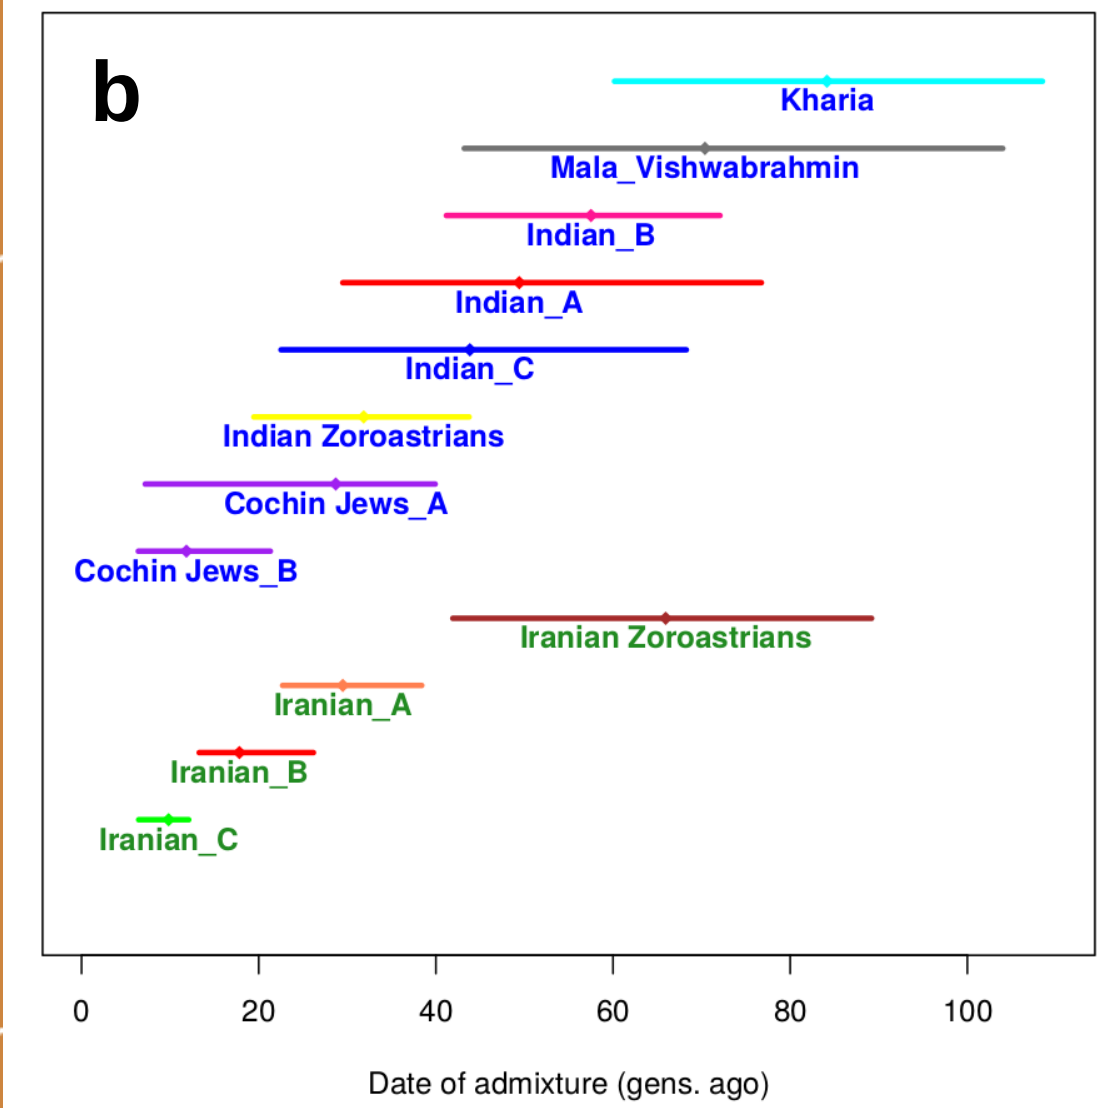 b
Kharia
Mala_Vishwabrahmin
Indian_B
Indian_A
Indian_C
Indian Zoroastrians
Cochin Jews_A
Cochin Jews_B
Iranian Zoroastrians
Iranian_A
Iranian_B
Iranian_C
0 20 40 60 80 100
Date of admixture (gens. ago)